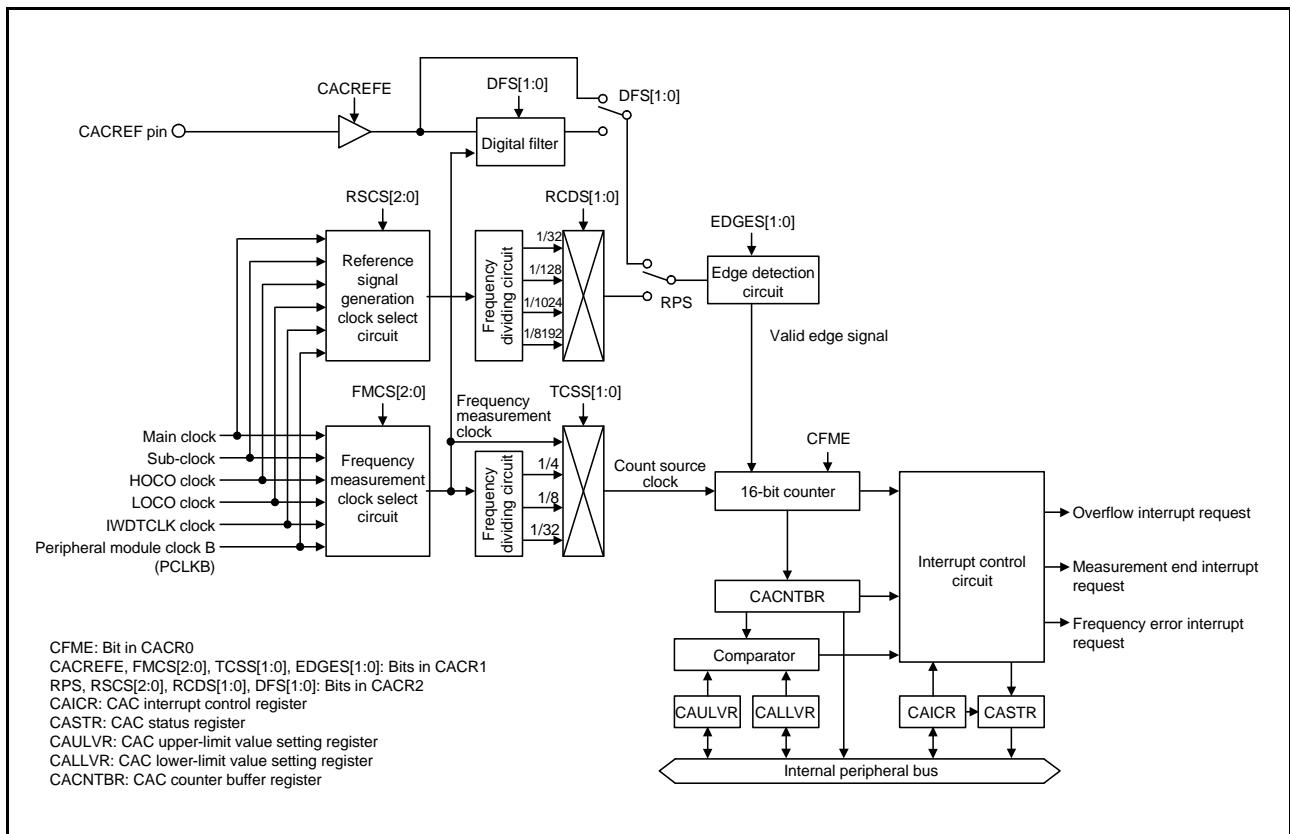 CACREFE
DFS[1:0]
DFS[1:0]
CACREF pin
Digital filter
RSCS[2:0]
RCDS[1:0]
EDGES[1:0]
Reference
signal
generation
clock select
circuit
Frequency
dividing circuit
1/32
1/128
1/1024
1/8192
RPS
Edge detection
circuit
Valid edge signal
FMCS[2:0]
Frequency
measurement
clock
TCSS[1:0]
Main clock
Sub-clock
HOCO clock
LOCO clock
IWDTCLK clock
Peripheral module clock B
(PCLKB)
Frequency
measurement
clock select
circuit
Frequency
dividing circuit
1/4
1/8
1/32
Count source
clock
CFME
16-bit counter
Interrupt control
circuit
Overflow interrupt request
Measurement end interrupt
request
Frequency error interrupt
request
CACNTBR
Comparator
CAULVR
CALLVR
CAICR
CASTR
Internal peripheral bus
CFME: Bit in CACR0
CACREFE, FMCS[2:0], TCSS[1:0], EDGES[1:0]: Bits in CACR1
RPS, RSCS[2:0], RCDS[1:0], DFS[1:0]: Bits in CACR2
CAICR: CAC interrupt control register
CASTR: CAC status register
CAULVR: CAC upper-limit value setting register
CALLVR: CAC lower-limit value setting register
CACNTBR: CAC counter buffer register